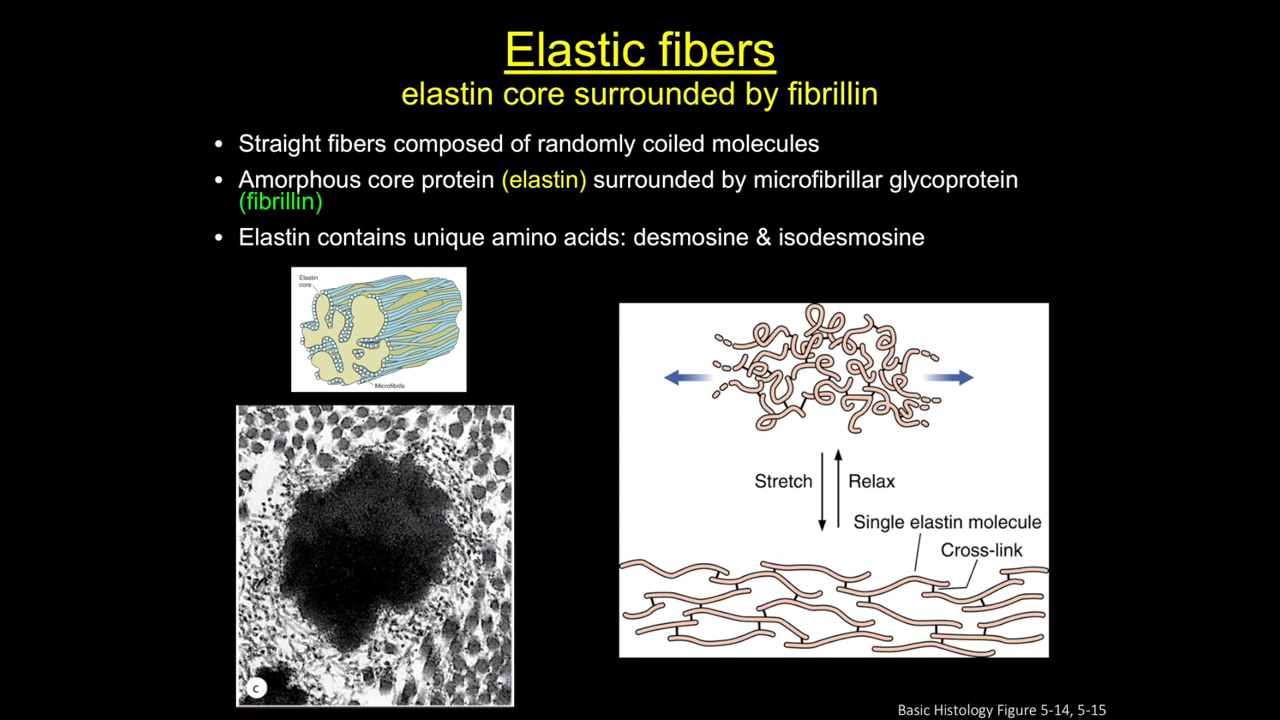 Elastic fibers
elastin core surrounded by fibrillin
• Straight fibers composed of randomly coiled molecules
• Amorphous core protein (elastin) surrounded by microfibrillar glycoprotein
(fibrillin)
• Elastin contains unique amino acids: desmosine & isodesmosine
Elastin
core
Microfibrils
c
Stretch
Relax
Single elastin molecule
Cross-link
Basic Histology Figure 5-14, 5-15